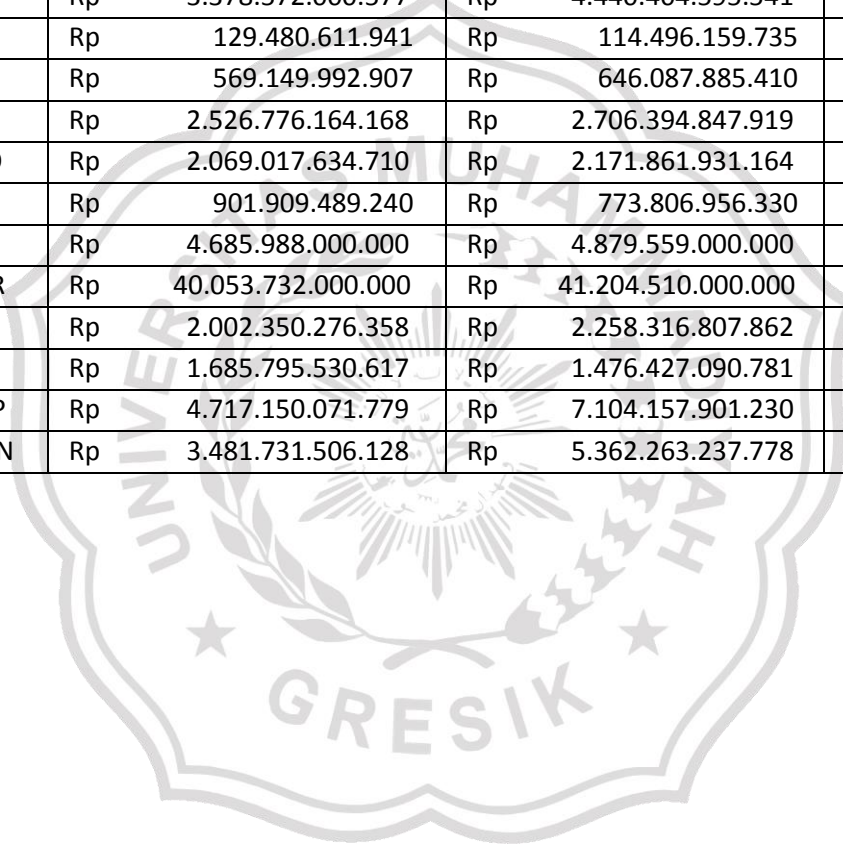 Rp 129.480.611.941 Rp 114.496.159.735
Rp 569.149.992.907 Rp 646.087.885.410
Rp 2.526.776.164.168 Rp 2.706.394.847.919
Rp 2.069.017.634.710 Rp 2.171.861.931.164
Rp 901.909.489.240 Rp 773.806.956.330
Rp 4.685.988.000.000 Rp 4.879.559.000.000
R Rp 40.053.732.000.000 Rp 41.204.510.000.000
Rp 2.002.350.276.358 Rp 2.258.316.807.862
Rp 1.685.795.530.617 Rp 1.476.427.090.781
P Rp 4.717.150.071.779 Rp 7.104.157.901.230
N Rp 3.481.731.506.128 Rp 5.362.263.237.778
UNIVERSITAS MUHAMMADIYAH
GRESIK